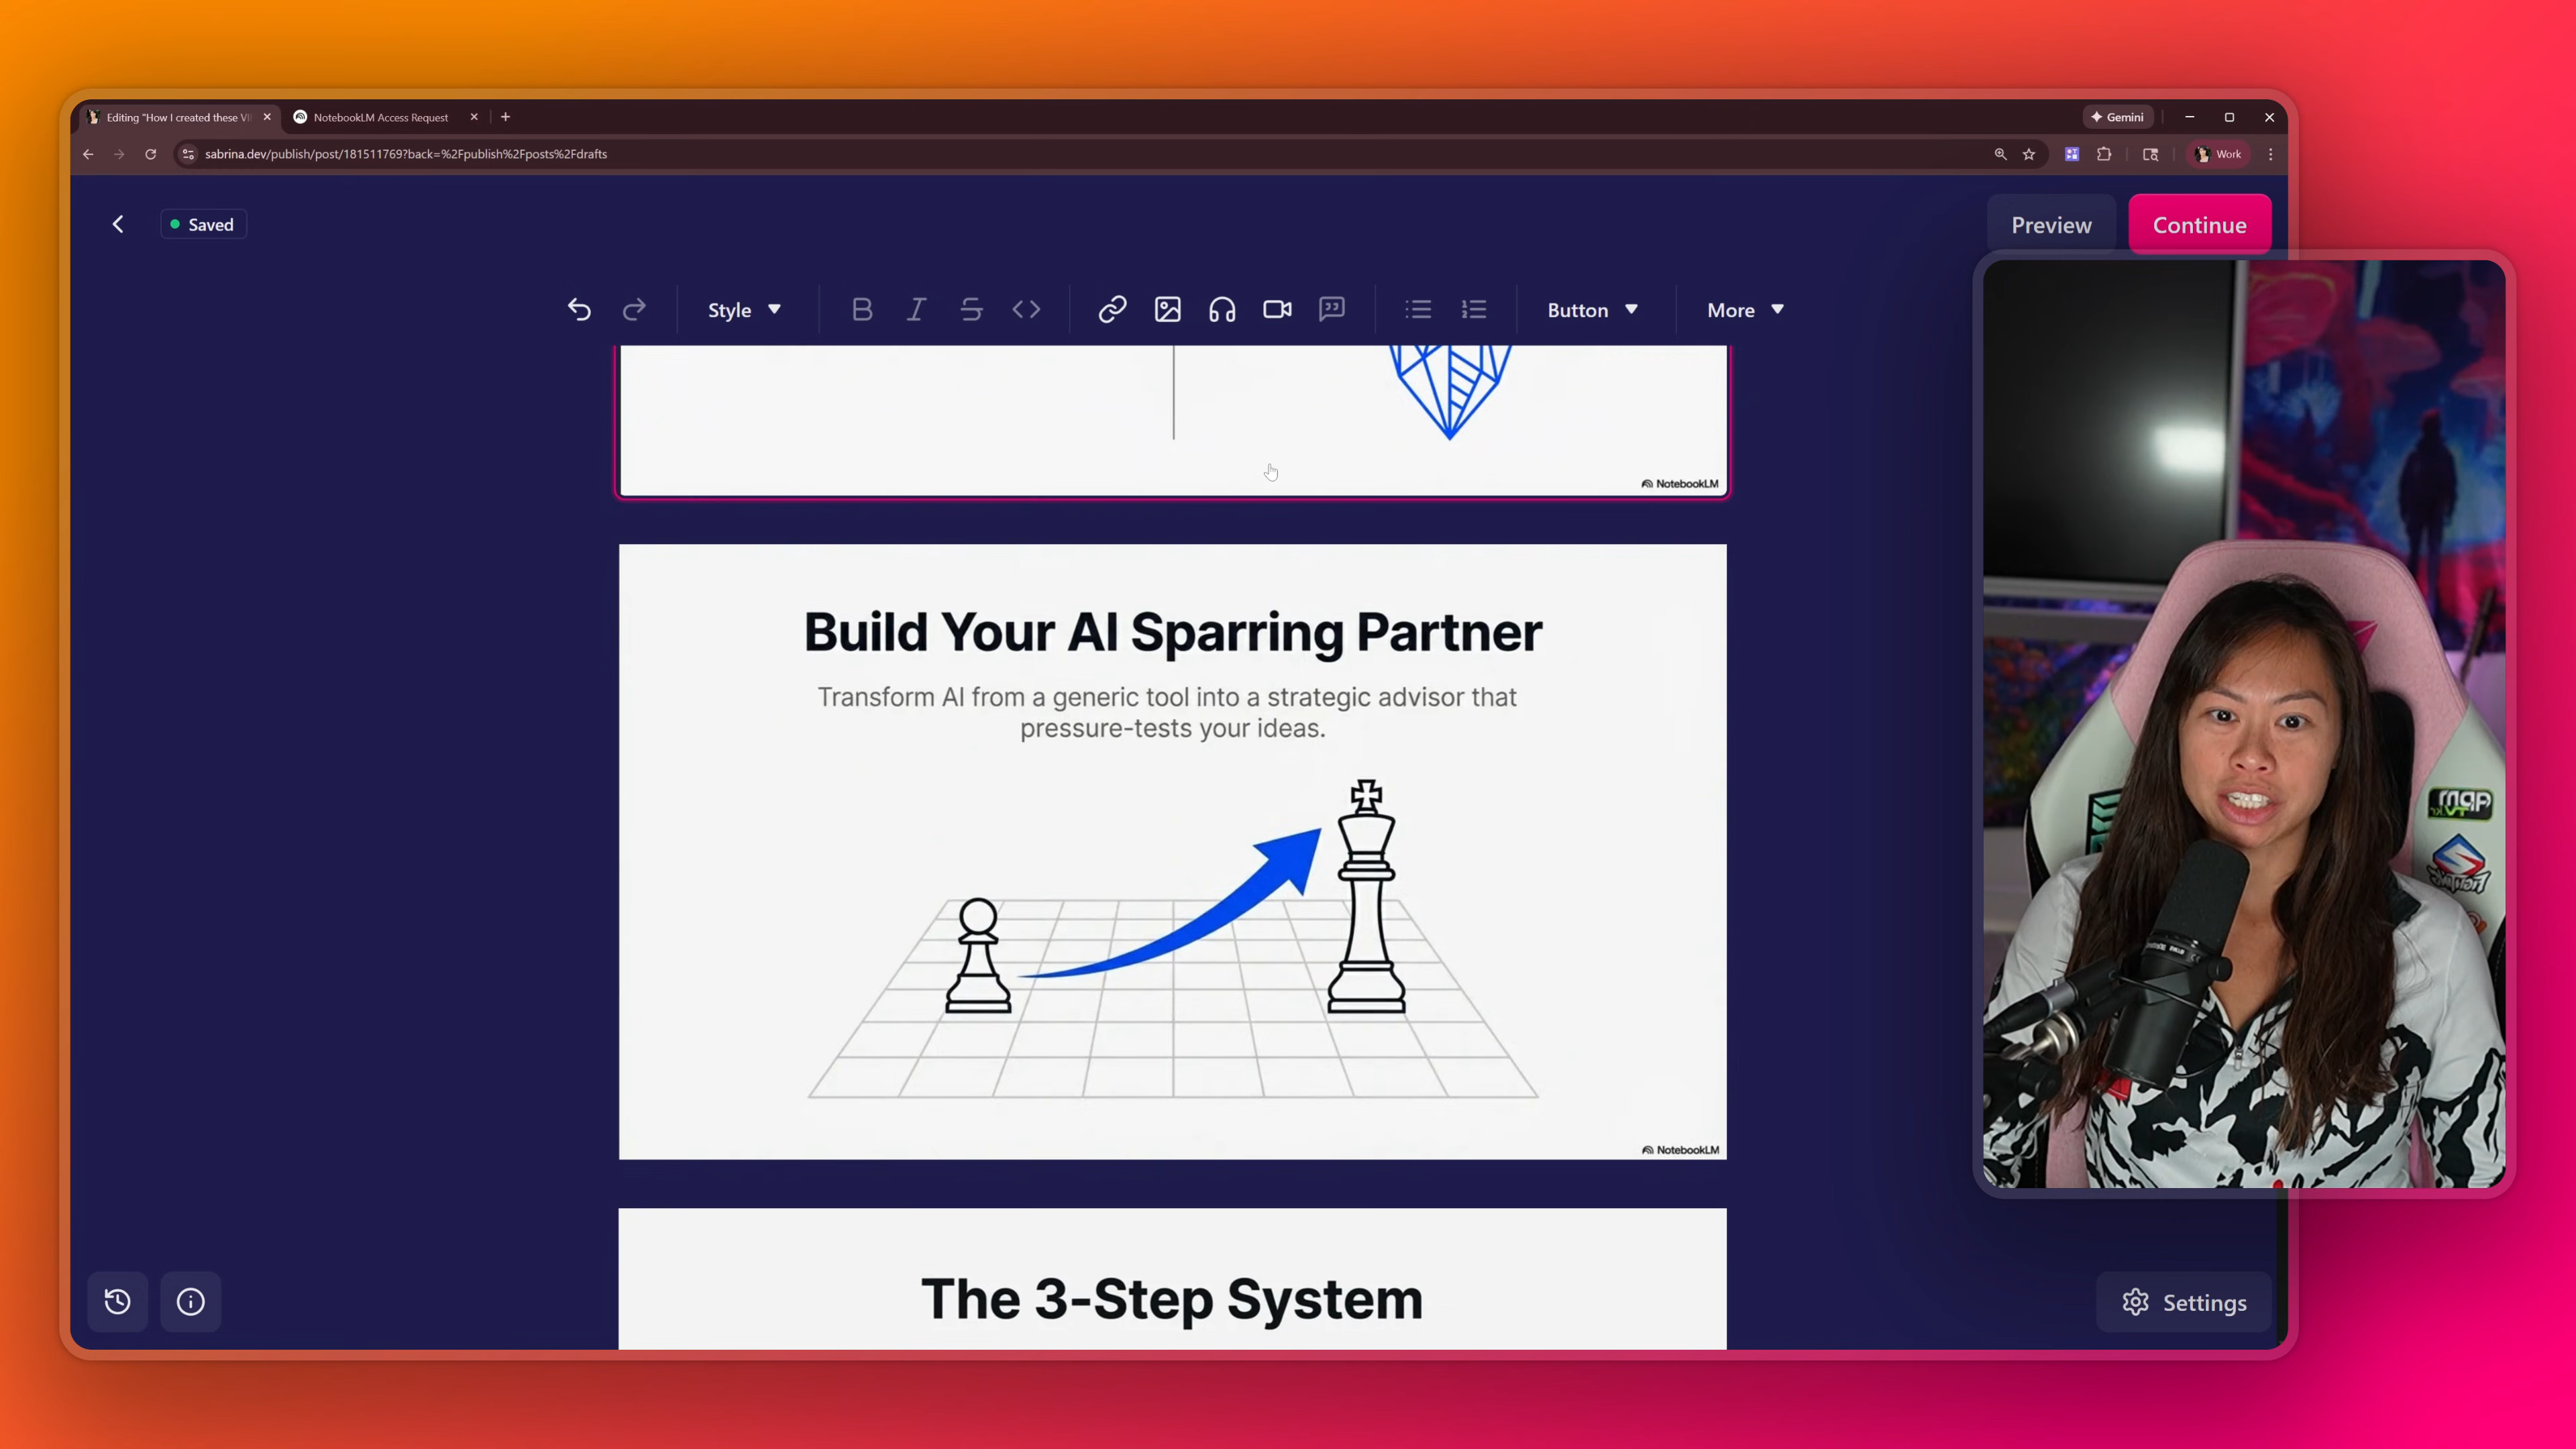 Editing "How I created these VI
NotebookLM Access Request
Gemini
sabrina.dev/publish/post/181511769?back=%2Fpublish%2Fposts%2Fdrafts
Work
Saved
Preview
Continue
Style
Button
More
NotebookLM
Build Your AI Sparring Partner
Transform AI from a generic tool into a strategic advisor that
pressure-tests your ideas.
NotebookLM
The 3-Step System
Settings